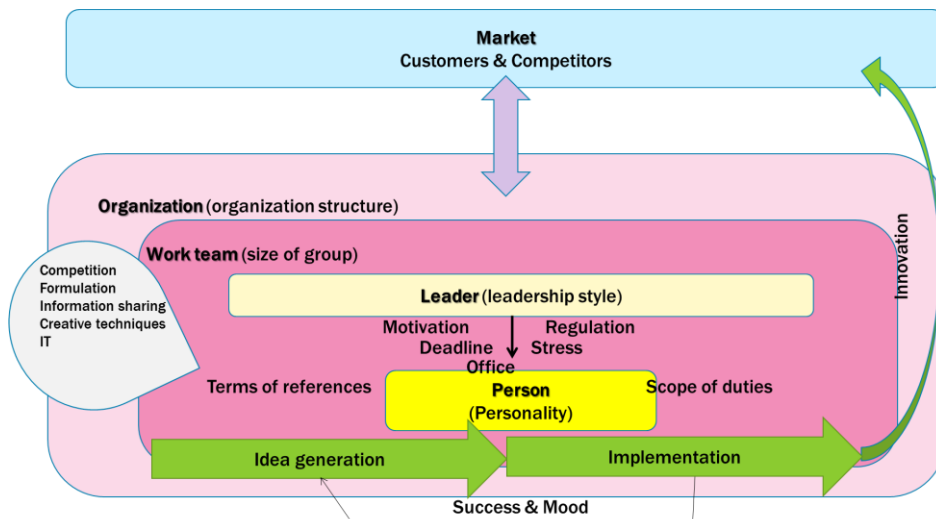 Market
Customers & Competitors
Organization (organization structure)
Work team (size of group)
Competition
Formulation
Information sharing
Creative techniques
IT
Leader (leadership style)
Motivation Regulation
Deadline Stress
Office
Terms of references
Person
(Personality)
Scope of duties
Idea generation
Implementation
Innovation
Success & Mood